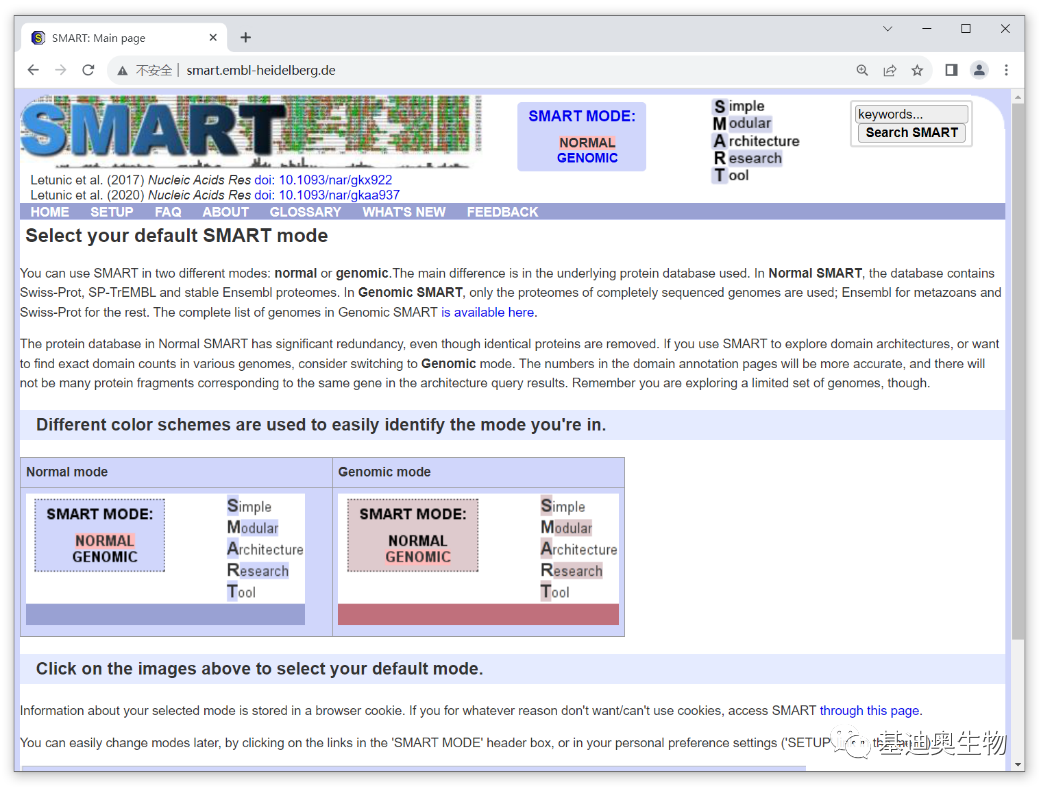 SMART: Main page
不安全 | smart.embl-heidelberg.de
SMART
SMART MODE:
NORMAL
GENOMIC
Simple
Modular
Architecture
Research
Tool
keywords...
Search SMART
Letunic et al. (2017) Nucleic Acids Res doi: 10.1093/nar/gkx922
Letunic et al. (2020) Nucleic Acids Res doi: 10.1093/nar/gkaa937
HOME SETUP FAQ ABOUT GLOSSARY WHAT'S NEW FEEDBACK
Select your default SMART mode
You can use SMART in two different modes: normal or genomic.The main difference is in the underlying protein database used. In Normal SMART, the database contains
Swiss-Prot, SP-TrEMBL and stable Ensembl proteomes. In Genomic SMART, only the proteomes of completely sequenced genomes are used; Ensembl for metazoans and
Swiss-Prot for the rest. The complete list of genomes in Genomic SMART is available here.
The protein database in Normal SMART has significant redundancy, even though identical proteins are removed. If you use SMART to explore domain architectures, or want
to find exact domain counts in various genomes, consider switching to Genomic mode. The numbers in the domain annotation pages will be more accurate, and there will
not be many protein fragments corresponding to the same gene in the architecture query results. Remember you are exploring a limited set of genomes, though.
Different color schemes are used to easily identify the mode you're in.
Normal mode
SMART MODE:
NORMAL
GENOMIC
Simple
Modular
Architecture
Research
Tool
Genomic mode
SMART MODE:
NORMAL
GENOMIC
Simple
Modular
Architecture
Research
Tool
Click on the images above to select your default mode.
Information about your selected mode is stored in a browser cookie. If you for whatever reason don't want/can't use cookies, access SMART through this page.
You can easily change modes later, by clicking on the links in the 'SMART MODE' header box, or in your personal preference settings ('SETUP'
基迪奥生物